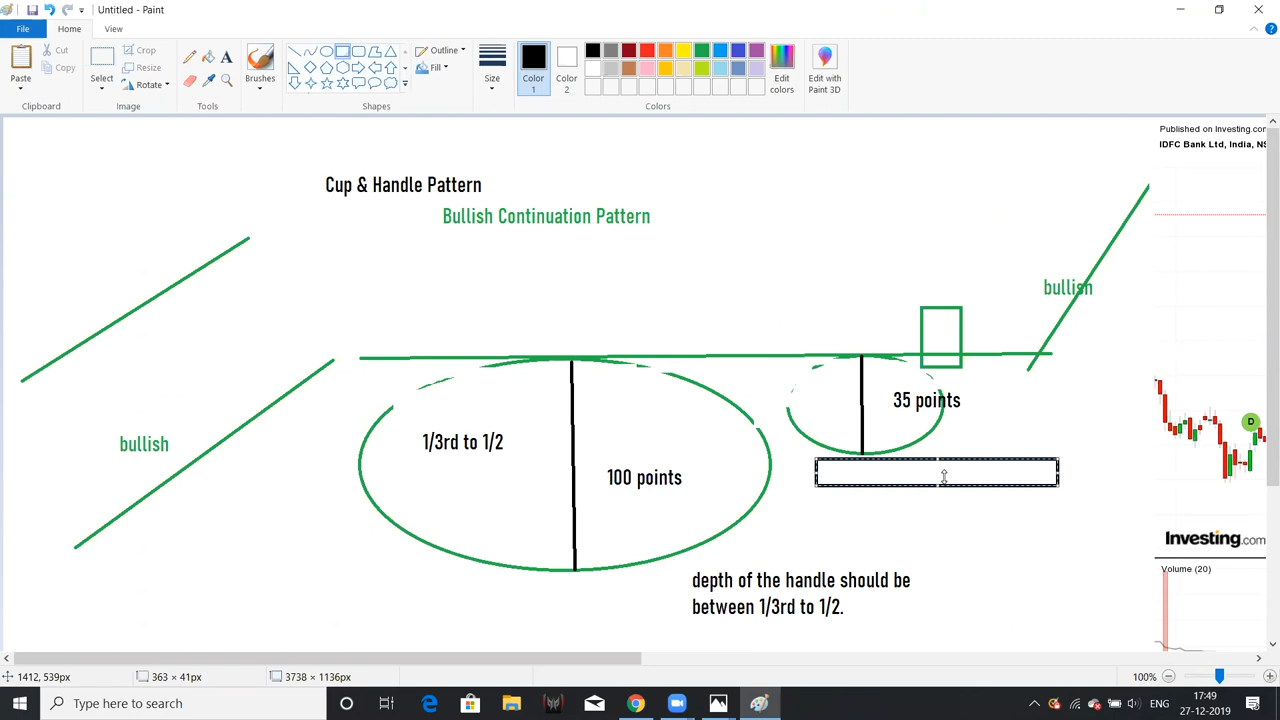 Untitled - Paint
File
Home
View
Paste
Cut
Copy
Clipboard
Select
Crop
Resize
Rotate
Image
Tools
Brushes
Shapes
Outline
Fill
Size
Color
1
Color
2
Edit
colors
Colors
Edit with
Paint 3D
Published on Investing.com
IDFC Bank Ltd, India, NS
Cup & Handle Pattern
Bullish Continuation Pattern
bullish
35 points
D
1/3rd to 1/2
bullish
100 points
Investing.com
Volume (20)
depth of the handle should be
between 1/3rd to 1/2.
1412, 539px
363 × 41px
3738 × 1136px
100%
Type here to search
ENG
17:49
27-12-2019